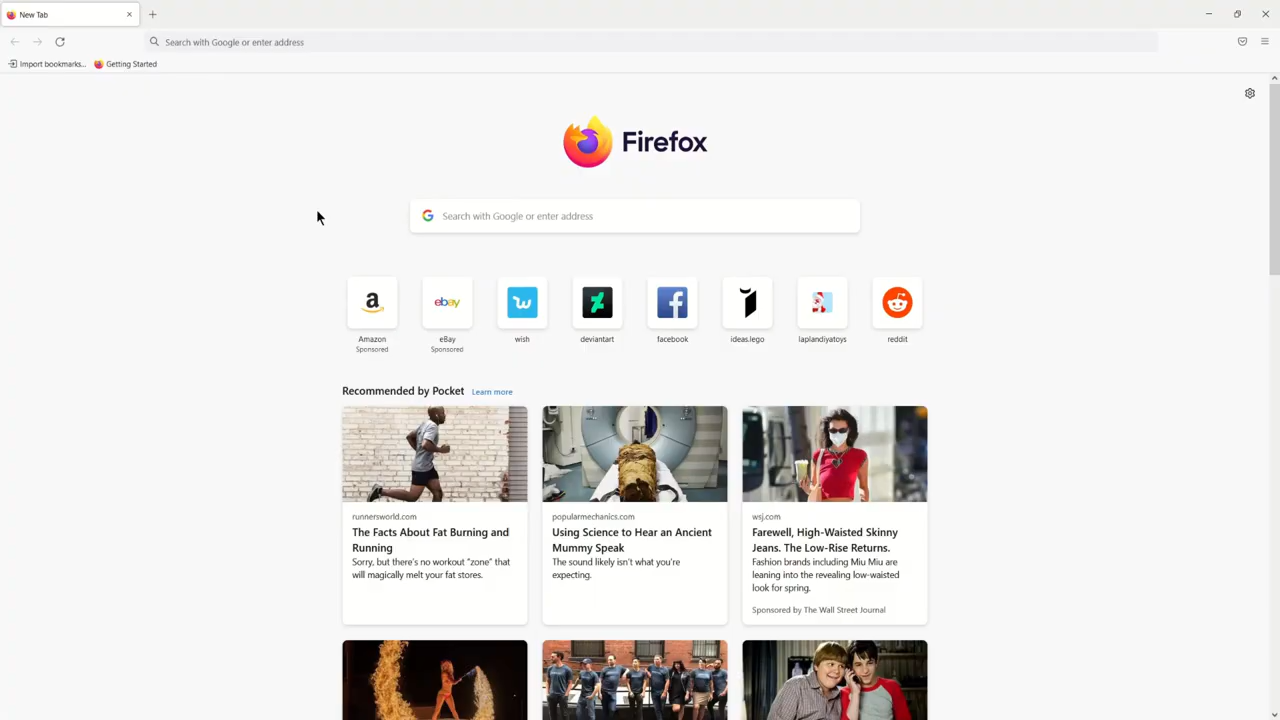 New Tab
Search with Google or enter address
Import bookmarks...
Getting Started
Firefox
Search with Google or enter address
a
ebay
Amazon
Sponsored
eBay
Sponsored
wish
deviantart
facebook
ideas.lego
laplandiyatoys
reddit
Recommended by Pocket
Learn more
runnersworld.com
The Facts About Fat Burning and
Running
Sorry, but there's no workout "zone" that
will magically melt your fat stores.
popularmechanics.com
Using Science to Hear an Ancient
Mummy Speak
The sound likely isn't what you're
expecting.
wsj.com
Farewell, High-Waisted Skinny
Jeans. The Low-Rise Returns.
Fashion brands including Miu Miu are
leaning into the revealing low-waisted
look for spring.
Sponsored by The Wall Street Journal